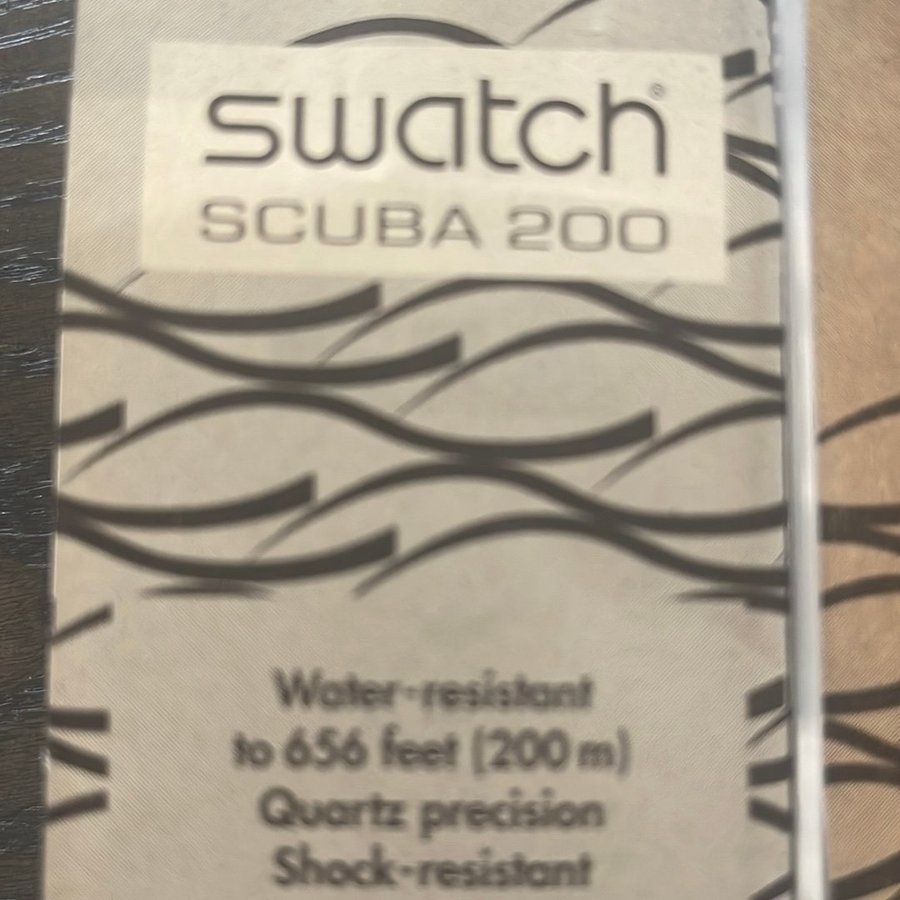 swatch®
SCUBA 200
Water-resistant
to 656 feet (200 m)
Quartz precision
Shock-resistant